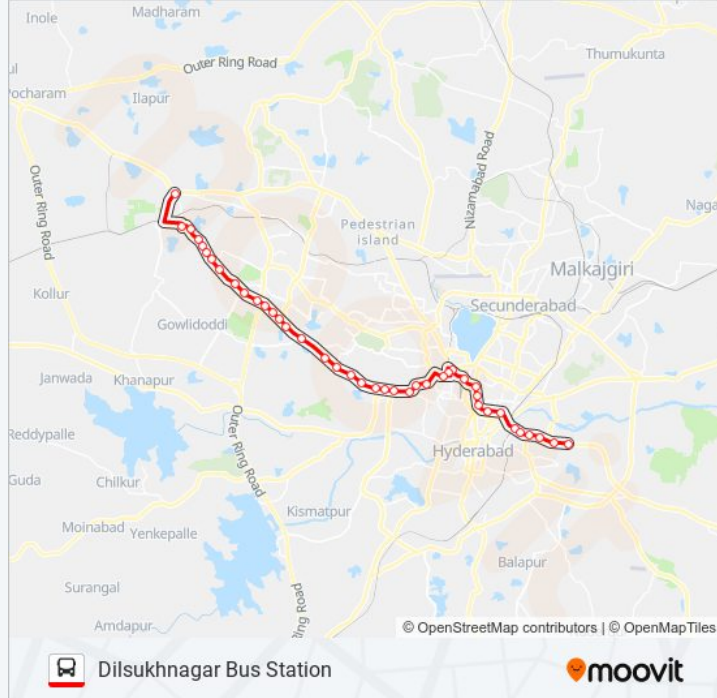 Inole
Madharam
Thumukunta
Outer Ring Road
ul
Pocharam
Ilapur
Nizamabad Road
Outer Ring Road
Naga
Pedestrian
island
Malkajgiri
Kollur
Secunderabad
Gowlidoddi
Janwada
Khanapur
Reddypalle
Outer Ring Road
Hyderabad
Guda
Chilkur
Kismatpur
Moinabad
Yenkepalle
Balapur
Surangal
Ring Road
Amdapur
© OpenStreetMap contributors | © OpenMapTiles
Dilsukhnagar Bus Station
moovit